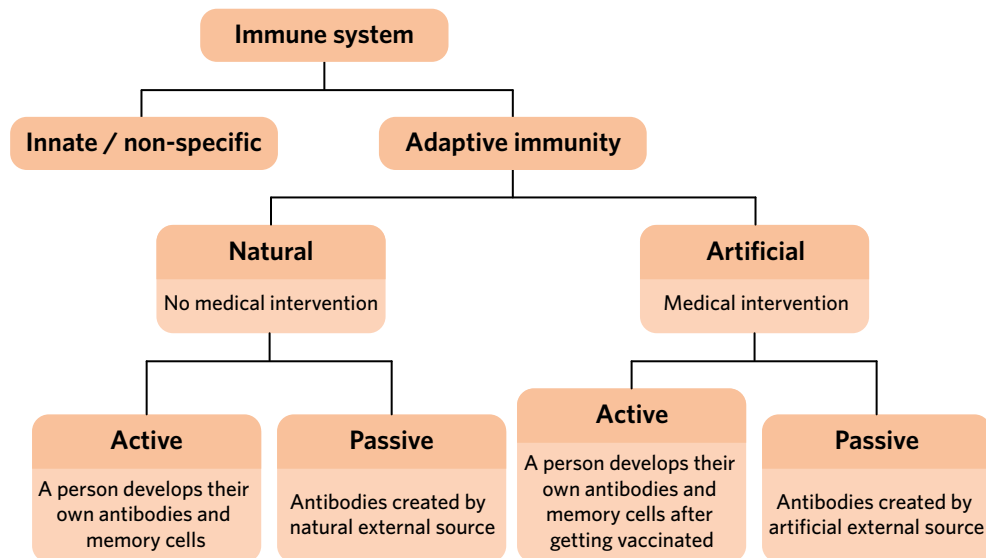 Immune system
Innate / non-specific
Adaptive immunity
Natural
No medical intervention
Artificial
Medical intervention
Active
A person develops their
own antibodies and
memory cells
Passive
Antibodies created by
natural external source
Active
A person develops their
own antibodies and
memory cells after
getting vaccinated
Passive
Antibodies created by
artificial external source